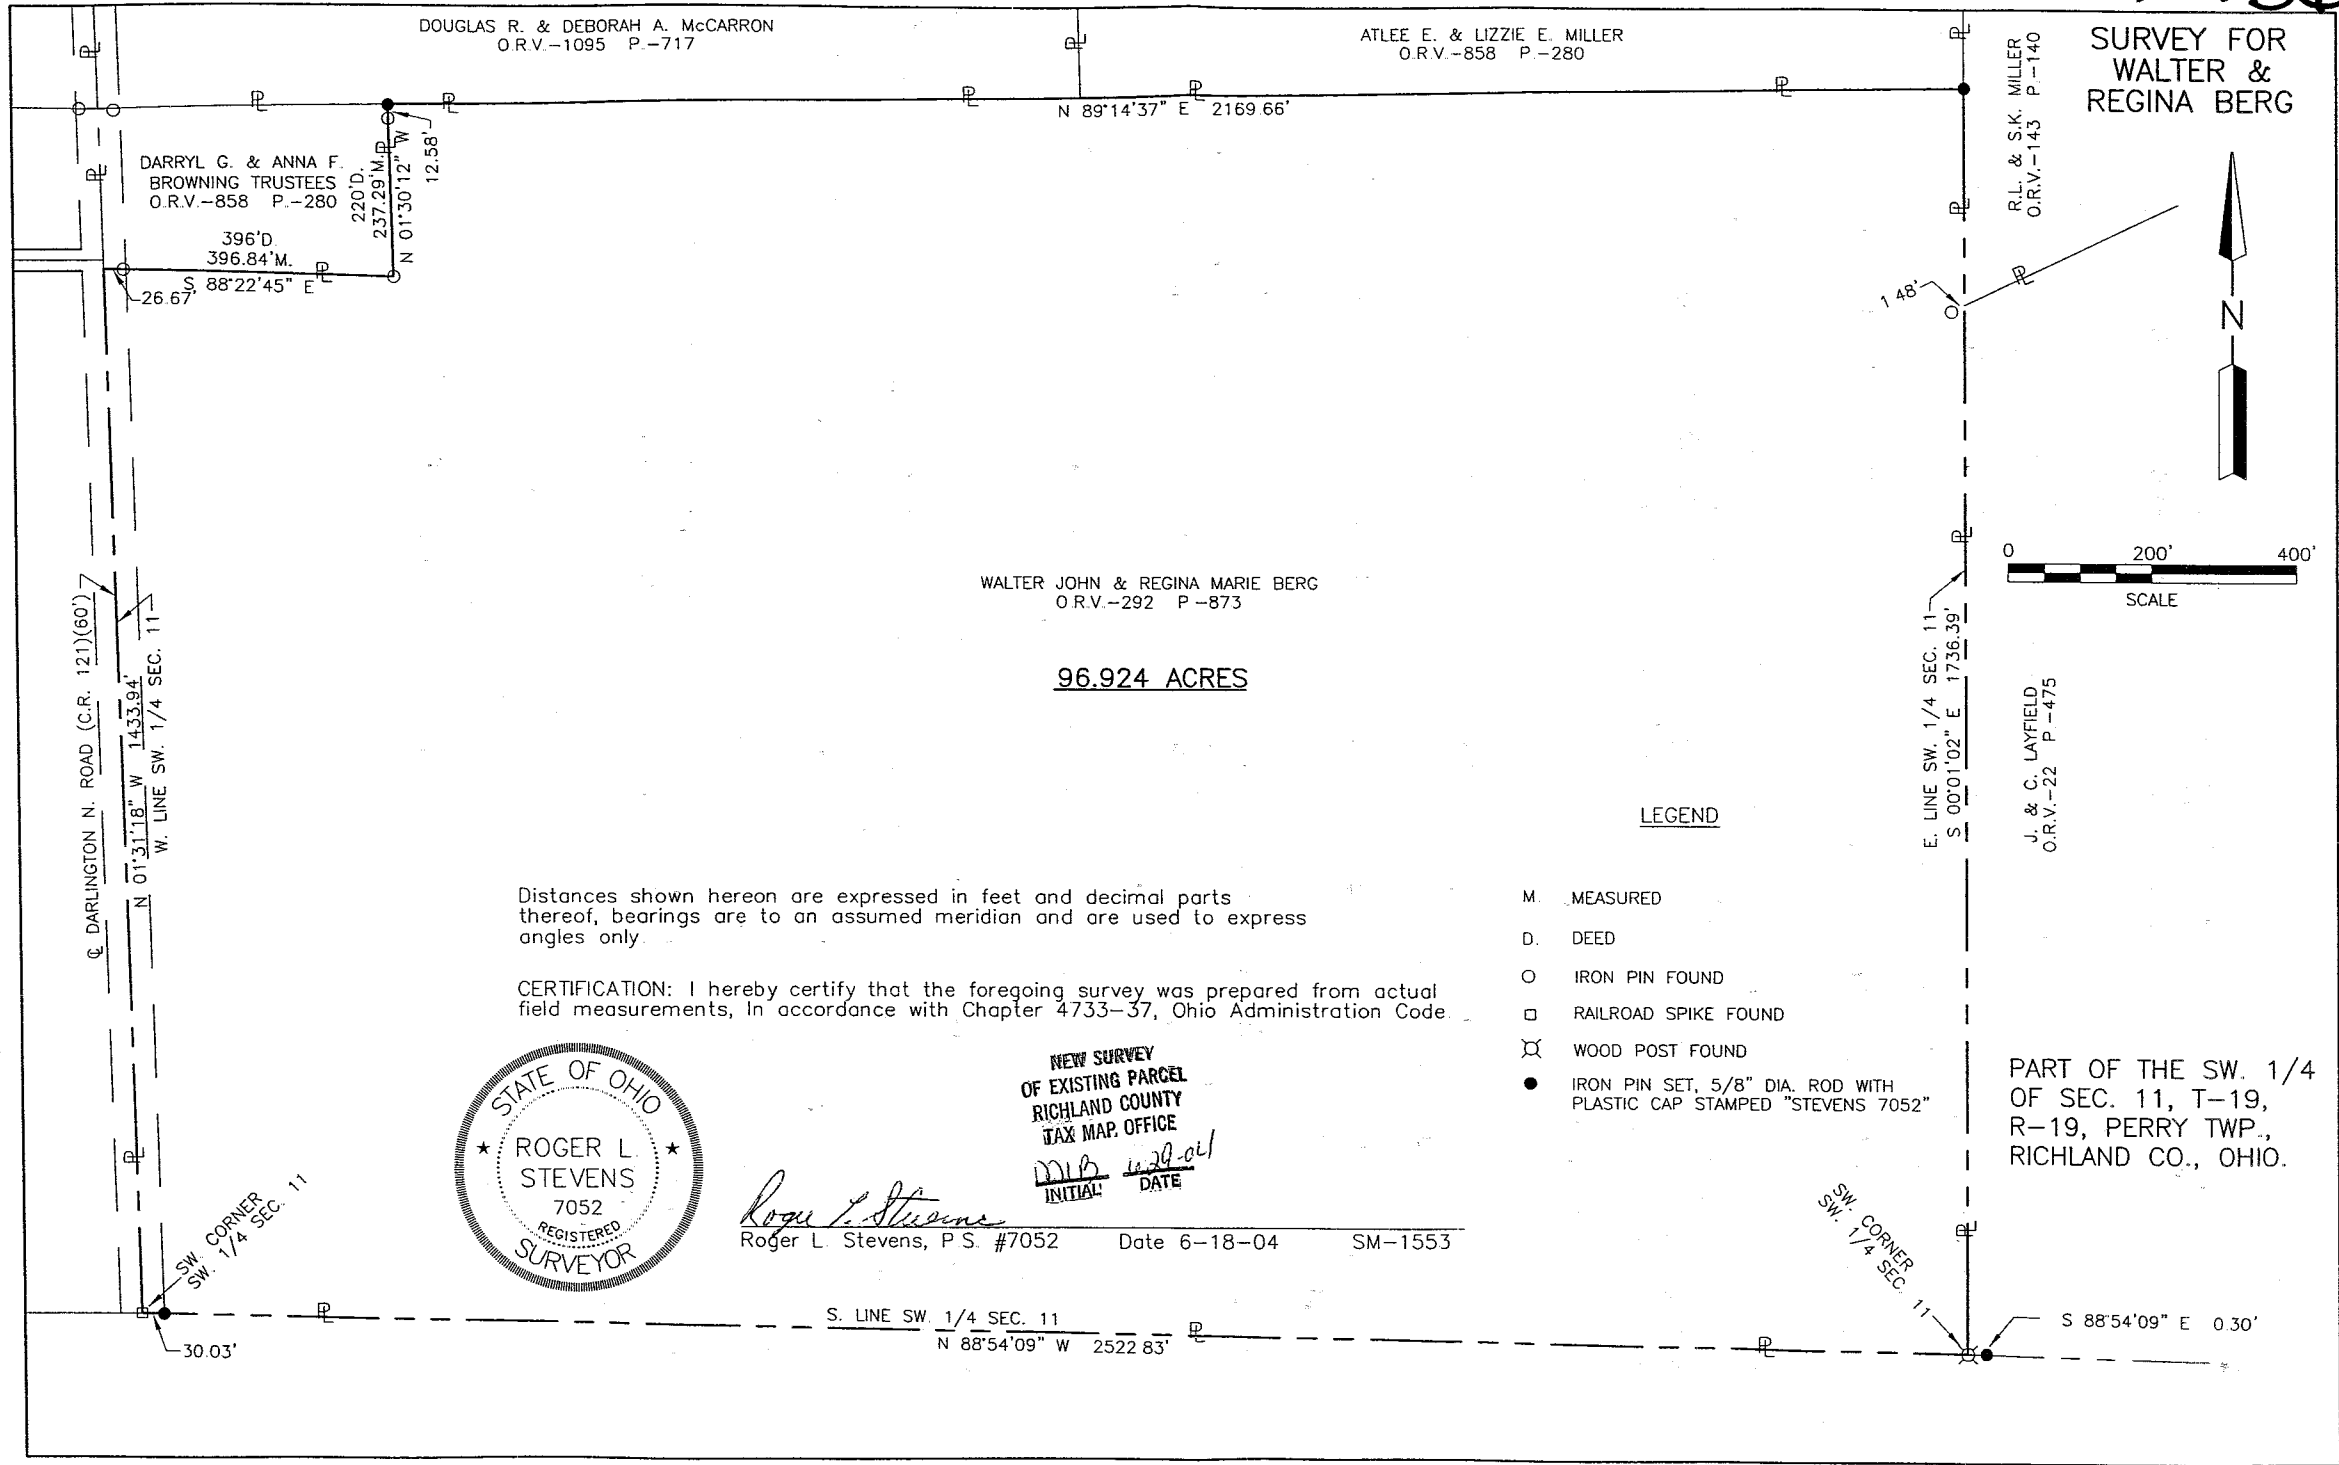 DOUGLAS R. & DEBORAH A. McCARRON
O.R.V.-1095 P.-717
ATLEE E. & LIZZIE E. MILLER
O.R.V.-858 P.-280
R.L. & S.K. MILLER
O.R.V.-143 P.-140
SURVEY FOR
WALTER &
REGINA BERG
N 89°14'37" E 2169.66'
DARRYL G. & ANNA F.
BROWNING TRUSTEES
O.R.V.-858 P.-280
220'D.
237.29'M.
N 01°30'12" W
12.58'
396'D.
396.84'M.
S. 88°22'45" E
26.67'
1 48'
N
0 200' 400'
SCALE
WALTER JOHN & REGINA MARIE BERG
O.R.V.-292 P.-873
96.924 ACRES
℄ DARLINGTON N. ROAD (C.R. 121)(60')
N 01°31'18" W 1433.94'
W. LINE SW. 1/4 SEC. 11
E. LINE SW. 1/4 SEC. 11
S 00°01'02" E 1736.39'
J. & C. LAYFIELD
O.R.V.-22 P.-475
LEGEND
M. MEASURED
D. DEED
IRON PIN FOUND
RAILROAD SPIKE FOUND
WOOD POST FOUND
IRON PIN SET, 5/8" DIA. ROD WITH
PLASTIC CAP STAMPED "STEVENS 7052"
Distances shown hereon are expressed in feet and decimal parts
thereof, bearings are to an assumed meridian and are used to express
angles only.
CERTIFICATION: I hereby certify that the foregoing survey was prepared from actual
field measurements, In accordance with Chapter 4733-37, Ohio Administration Code.
STATE OF OHIO
ROGER L.
STEVENS
7052
REGISTERED
SURVEYOR
NEW SURVEY
OF EXISTING PARCEL
RICHLAND COUNTY
TAX MAP OFFICE
INITIAL DATE
Roger L. Stevens
Roger L. Stevens, P.S. #7052 Date 6-18-04 SM-1553
PART OF THE SW. 1/4
OF SEC. 11, T-19,
R-19, PERRY TWP.,
RICHLAND CO., OHIO.
SW. CORNER
SW. 1/4 SEC. 11
30.03'
S. LINE SW. 1/4 SEC. 11
N 88°54'09" W 2522.83'
SW. CORNER
SW. 1/4 SEC. 11
S 88°54'09" E 0.30'